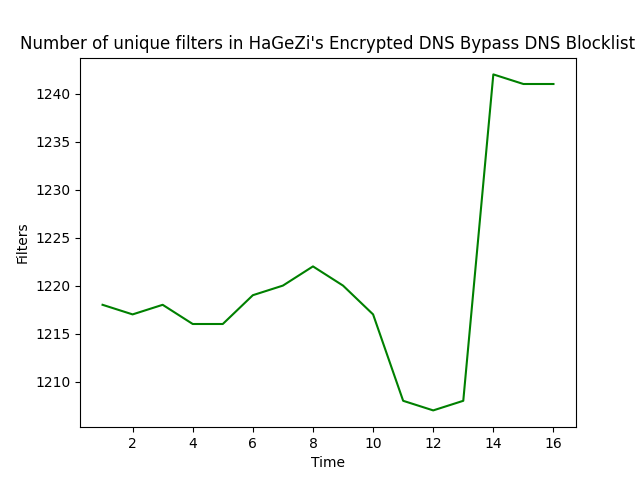 Number of unique filters in HaGeZi's Encrypted DNS Bypass DNS Blocklist
1240
1235
1230
1225
1220
1215
1210
Filters
2 4 6 8 10 12 14 16
Time